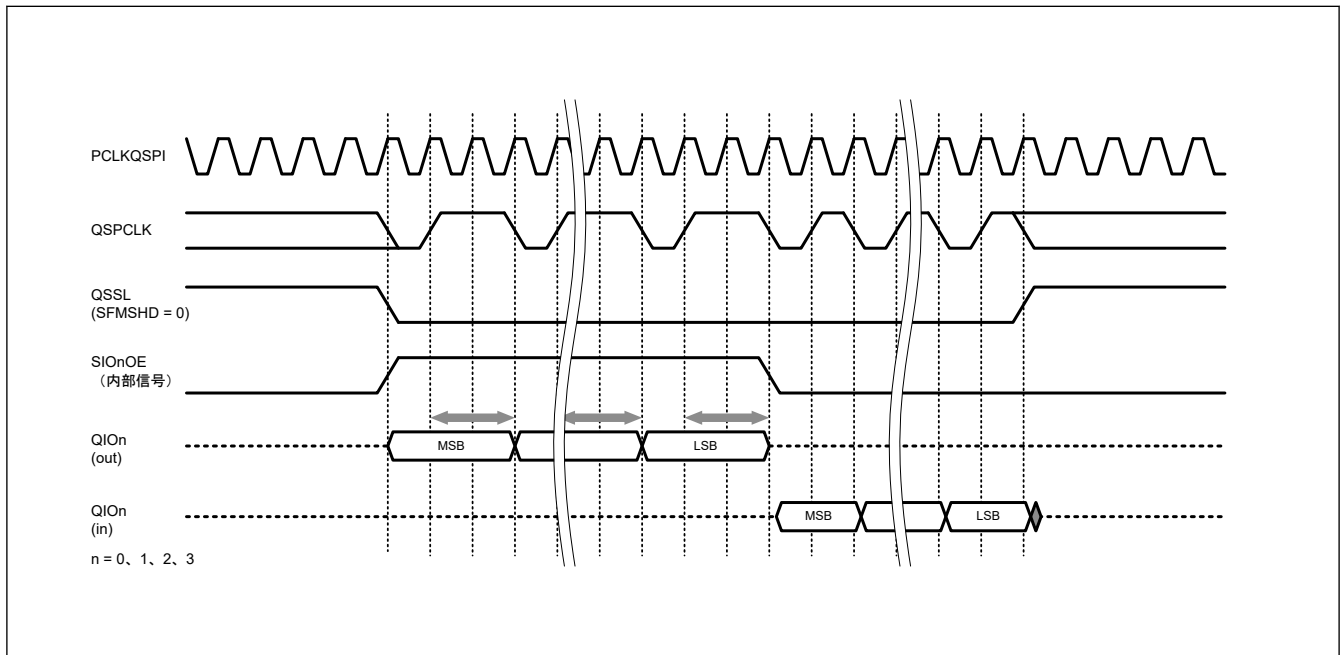 PCLKQSPI
QSPCLK
QSSL
(SFMSHD = 0)
SIOnOE
（内部信号）
QIOn
(out)
MSB
LSB
QIOn
(in)
MSB
LSB
n = 0、1、2、3